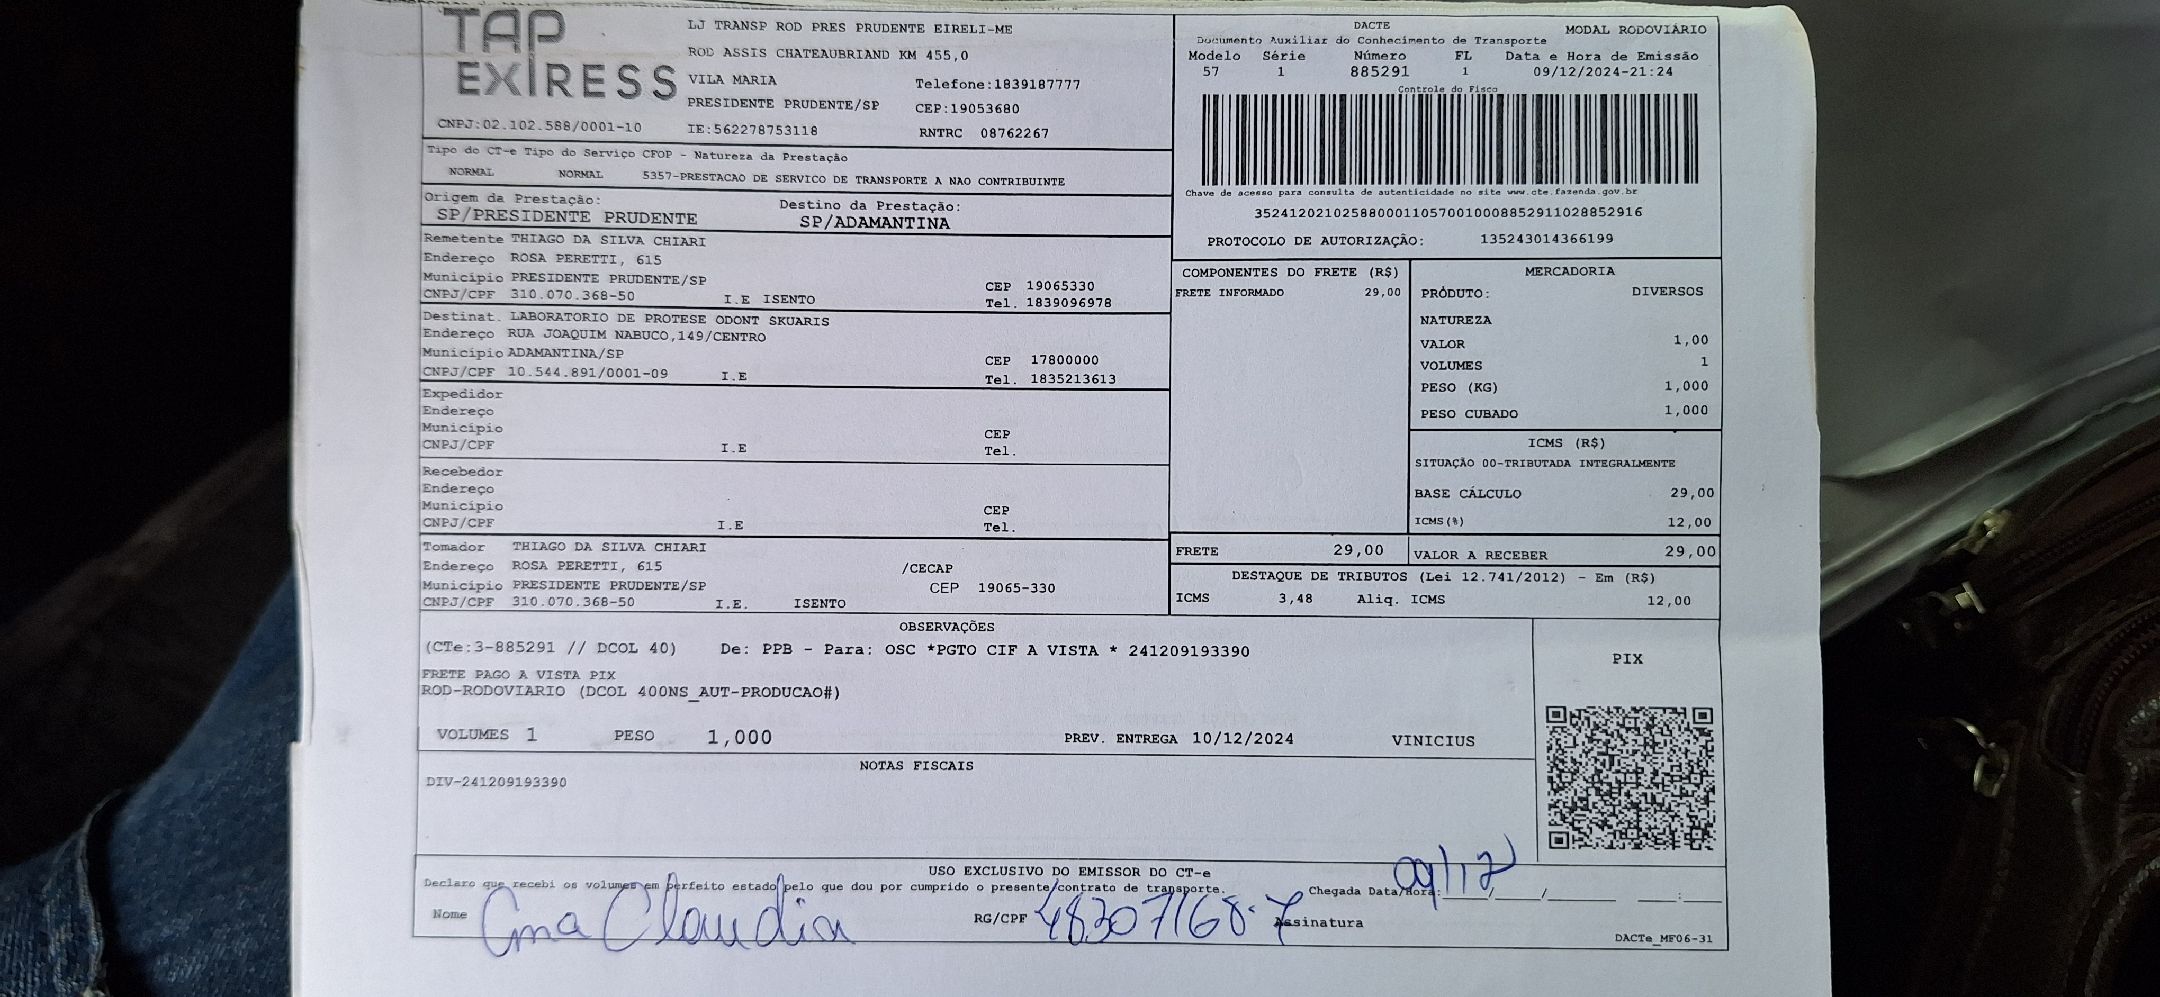 TAP
EXPRESS
CNPJ:02.102.588/0001-10
LJ TRANSP ROD PRES PRUDENTE EIRELI-ME
ROD ASSIS CHATEAUBRIAND KM 455,0
VILA MARIA Telefone:1839187777
PRESIDENTE PRUDENTE/SP CEP:19053680
IE:562278753118 RNTRC 08762267
DACTE MODAL RODOVIÁRIO
Documento Auxiliar do Conhecimento de Transporte
Modelo Série Número FL Data e Hora de Emissão
57 1 885291 1 09/12/2024-21:24
Controle do Fisco
Chave de acesso para consulta de autenticidade no site www.cte.fazenda.gov.br
35241202102588000110570010008852911028852916
PROTOCOLO DE AUTORIZAÇÃO: 135243014366199
Tipo do CT-e Tipo do Serviço CFOP - Natureza da Prestação
NORMAL NORMAL 5357-PRESTACAO DE SERVICO DE TRANSPORTE A NAO CONTRIBUINTE
Origem da Prestação: Destino da Prestação:
SP/PRESIDENTE PRUDENTE SP/ADAMANTINA
Remetente THIAGO DA SILVA CHIARI
Endereço ROSA PERETTI, 615
Município PRESIDENTE PRUDENTE/SP CEP 19065330
CNPJ/CPF 310.070.368-50 I.E ISENTO Tel. 1839096978
Destinat. LABORATORIO DE PROTESE ODONT SKUARIS
Endereço RUA JOAQUIM NABUCO,149/CENTRO
Município ADAMANTINA/SP CEP 17800000
CNPJ/CPF 10.544.891/0001-09 I.E Tel. 1835213613
Expedidor
Endereço
Município CEP
CNPJ/CPF I.E Tel.
Recebedor
Endereço
Município CEP
CNPJ/CPF I.E Tel.
Tomador THIAGO DA SILVA CHIARI
Endereço ROSA PERETTI, 615 /CECAP
Município PRESIDENTE PRUDENTE/SP CEP 19065-330
CNPJ/CPF 310.070.368-50 I.E. ISENTO
COMPONENTES DO FRETE (R$)
FRETE INFORMADO 29,00
MERCADORIA
PRÓDUTO: DIVERSOS
NATUREZA
VALOR 1,00
VOLUMES 1
PESO (KG) 1,000
PESO CUBADO 1,000
ICMS (R$)
SITUAÇÃO 00-TRIBUTADA INTEGRALMENTE
BASE CÁLCULO 29,00
ICMS(%) 12,00
FRETE 29,00 VALOR A RECEBER 29,00
DESTAQUE DE TRIBUTOS (Lei 12.741/2012) - Em (R$)
ICMS 3,48 Aliq. ICMS 12,00
OBSERVAÇÕES
(CTe:3-885291 // DCOL 40) De: PPB - Para: OSC *PGTO CIF A VISTA * 241209193390
FRETE PAGO A VISTA PIX
ROD-RODOVIARIO (DCOL 400NS_AUT-PRODUCAO#)
VOLUMES 1 PESO 1,000 PREV. ENTREGA 10/12/2024 VINICIUS
PIX
NOTAS FISCAIS
DIV-241209193390
USO EXCLUSIVO DO EMISSOR DO CT-e
Declaro que recebi os volumes em perfeito estado pelo que dou por cumprido o presente contrato de transporte. Chegada Data/Hora: 09/12
Nome Ana Claudia RG/CPF 48307168-7 Assinatura
DACTe_MF06-31